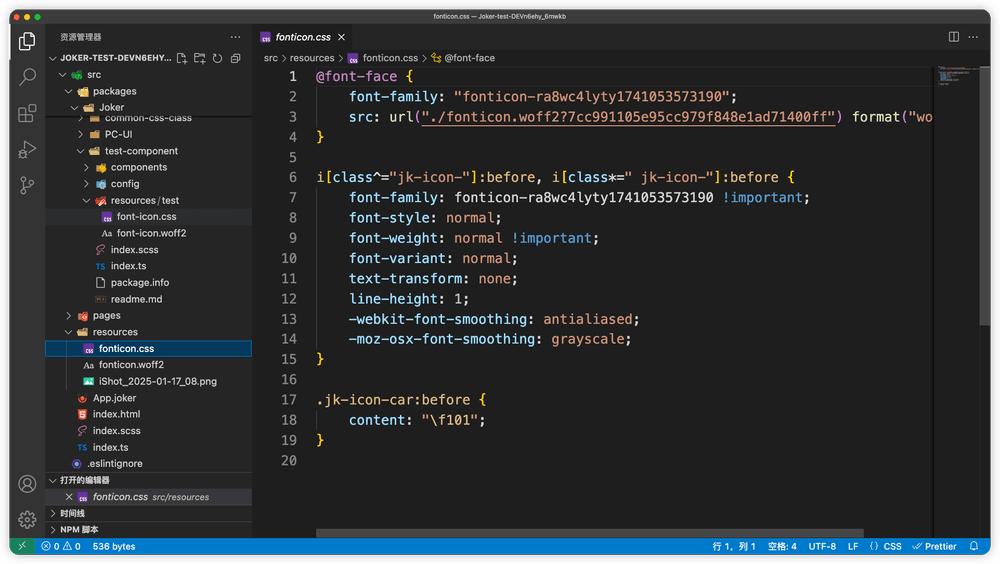 fonticon.css — Joker-test-DEVn6ehy_6mwkb
资源管理器
JOKER-TEST-DEVN6EHY,...
src
packages
Joker
common-css-class
PC-UI
test-component
components
config
resources / test
font-icon.css
font-icon.woff2
index.scss
index.ts
package.info
readme.md
pages
resources
fonticon.css
fonticon.woff2
iShot_2025-01-17_08.png
App.joker
index.html
index.scss
index.ts
.eslintignore
打开的编辑器
fonticon.css src/resources
时间线
NPM 脚本
fonticon.css
src > resources > fonticon.css > @font-face
1 @font-face {
2 font-family: "fonticon-ra8wc4lyty1741053573190";
3 src: url("./fonticon.woff2?7cc991105e95cc979f848e1ad71400ff") format("wo
4 }
5
6 i[class^="jk-icon-"]:before, i[class*=" jk-icon-"]:before {
7 font-family: fonticon-ra8wc4lyty1741053573190 !important;
8 font-style: normal;
9 font-weight: normal !important;
10 font-variant: normal;
11 text-transform: none;
12 line-height: 1;
13 -webkit-font-smoothing: antialiased;
14 -moz-osx-font-smoothing: grayscale;
15 }
16
17 .jk-icon-car:before {
18 content: "\f101";
19 }
20
0 0 536 bytes
行 1，列 1 空格: 4 UTF-8 LF {} CSS Prettier